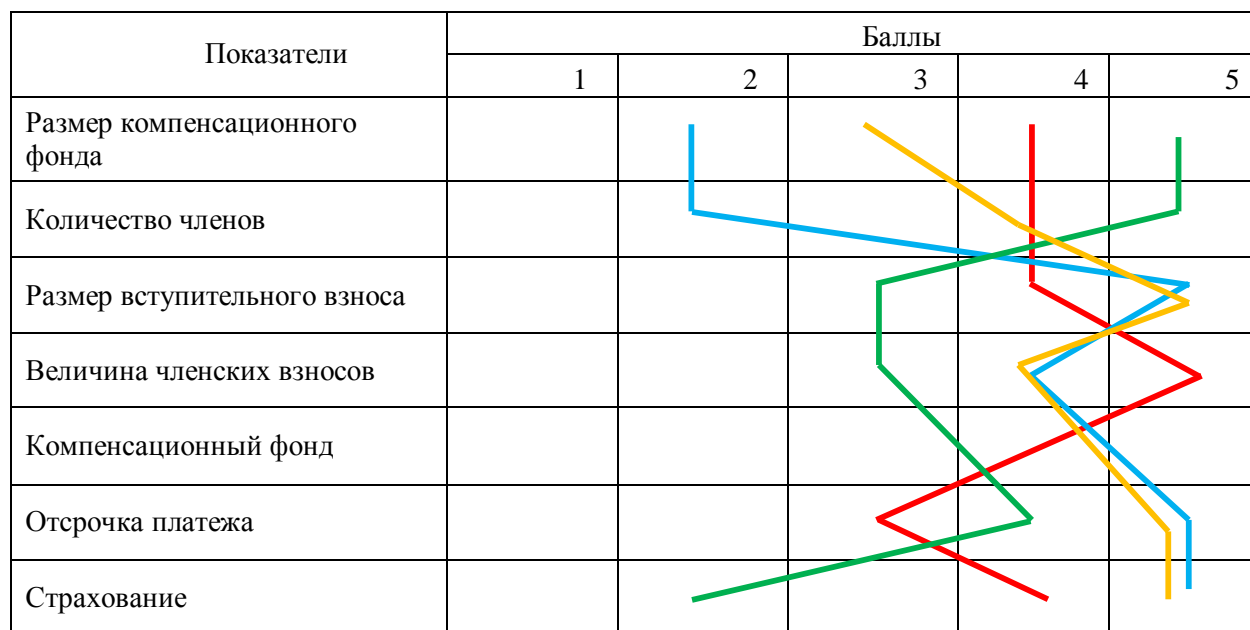 Показатели
Баллы
1 2 3 4 5
Размер компенсационного
фонда
Количество членов
Размер вступительного взноса
Величина членских взносов
Компенсационный фонд
Отсрочка платежа
Страхование